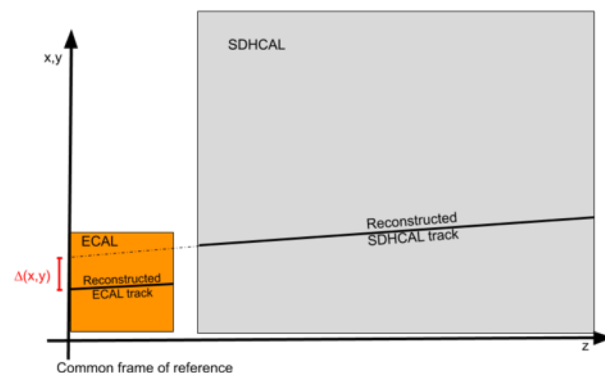 SDHCAL
x,y
Reconstructed
SDHCAL track
ECAL
Δ(x,y)
Reconstructed
ECAL track
z
Common frame of reference